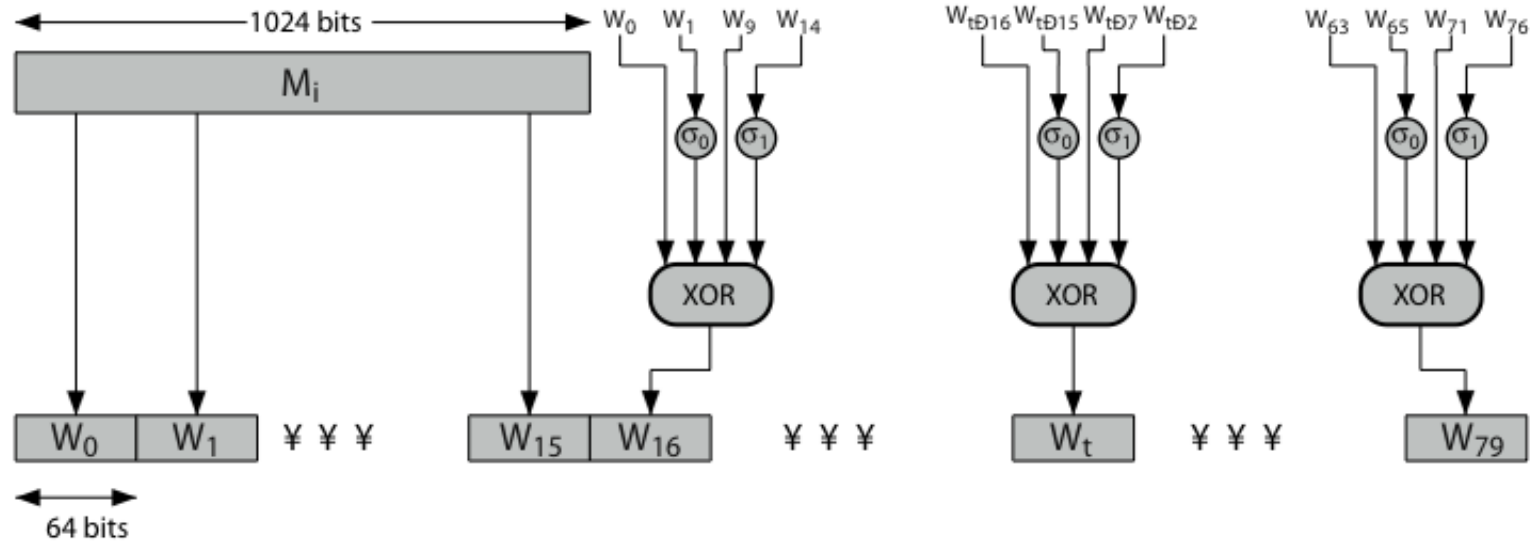 1024 bits
W0 W1 W9 W14
WtÐ16 WtÐ15 WtÐ7 WtÐ2
W63 W65 W71 W76
Mi
σ0 σ1
σ0 σ1
σ0 σ1
XOR
XOR
XOR
W0 W1 ¥ ¥ ¥ W15 W16 ¥ ¥ ¥ Wt ¥ ¥ ¥ W79
64 bits